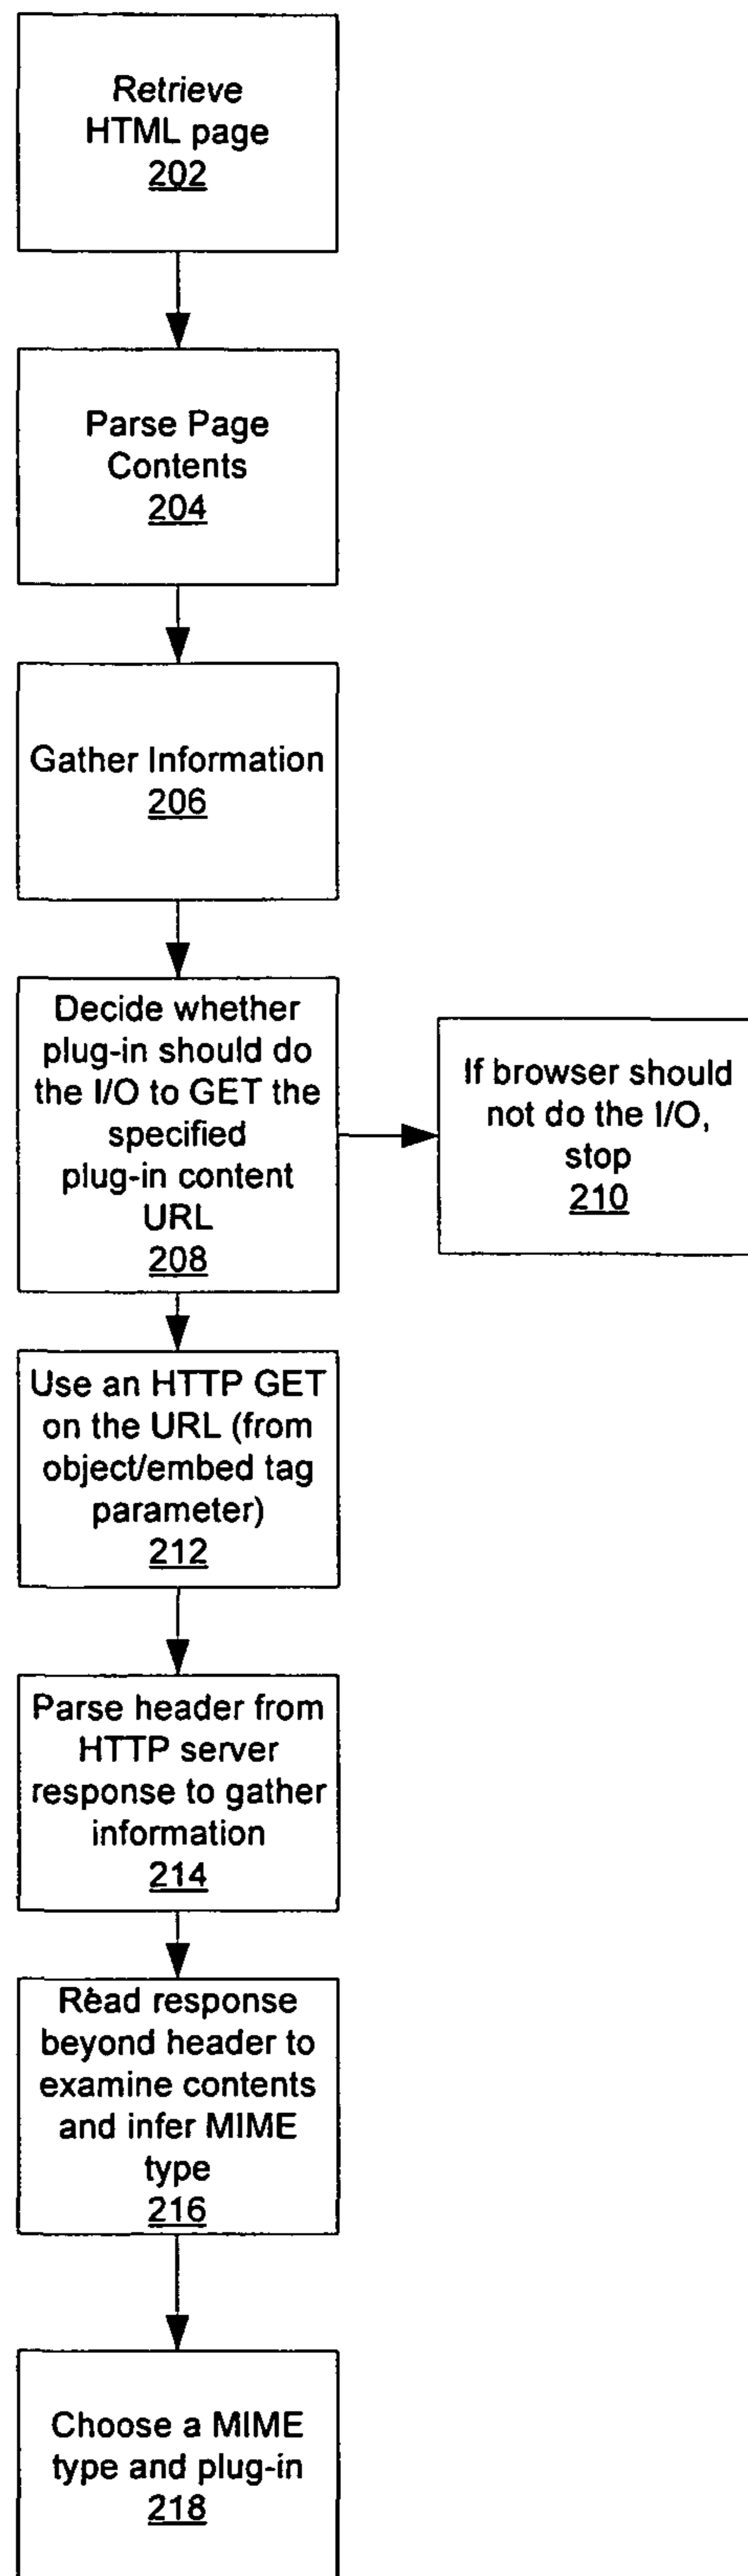 Retrieve
HTML page
202
Parse Page
Contents
204
Gather Information
206
Decide whether
plug-in should do
the I/O to GET the
specified
plug-in content
URL
208
If browser should
not do the I/O,
stop
210
Use an HTTP GET
on the URL (from
object/embed tag
parameter)
212
Parse header from
HTTP server
response to gather
information
214
Read response
beyond header to
examine contents
and infer MIME
type
216
Choose a MIME
type and plug-in
218